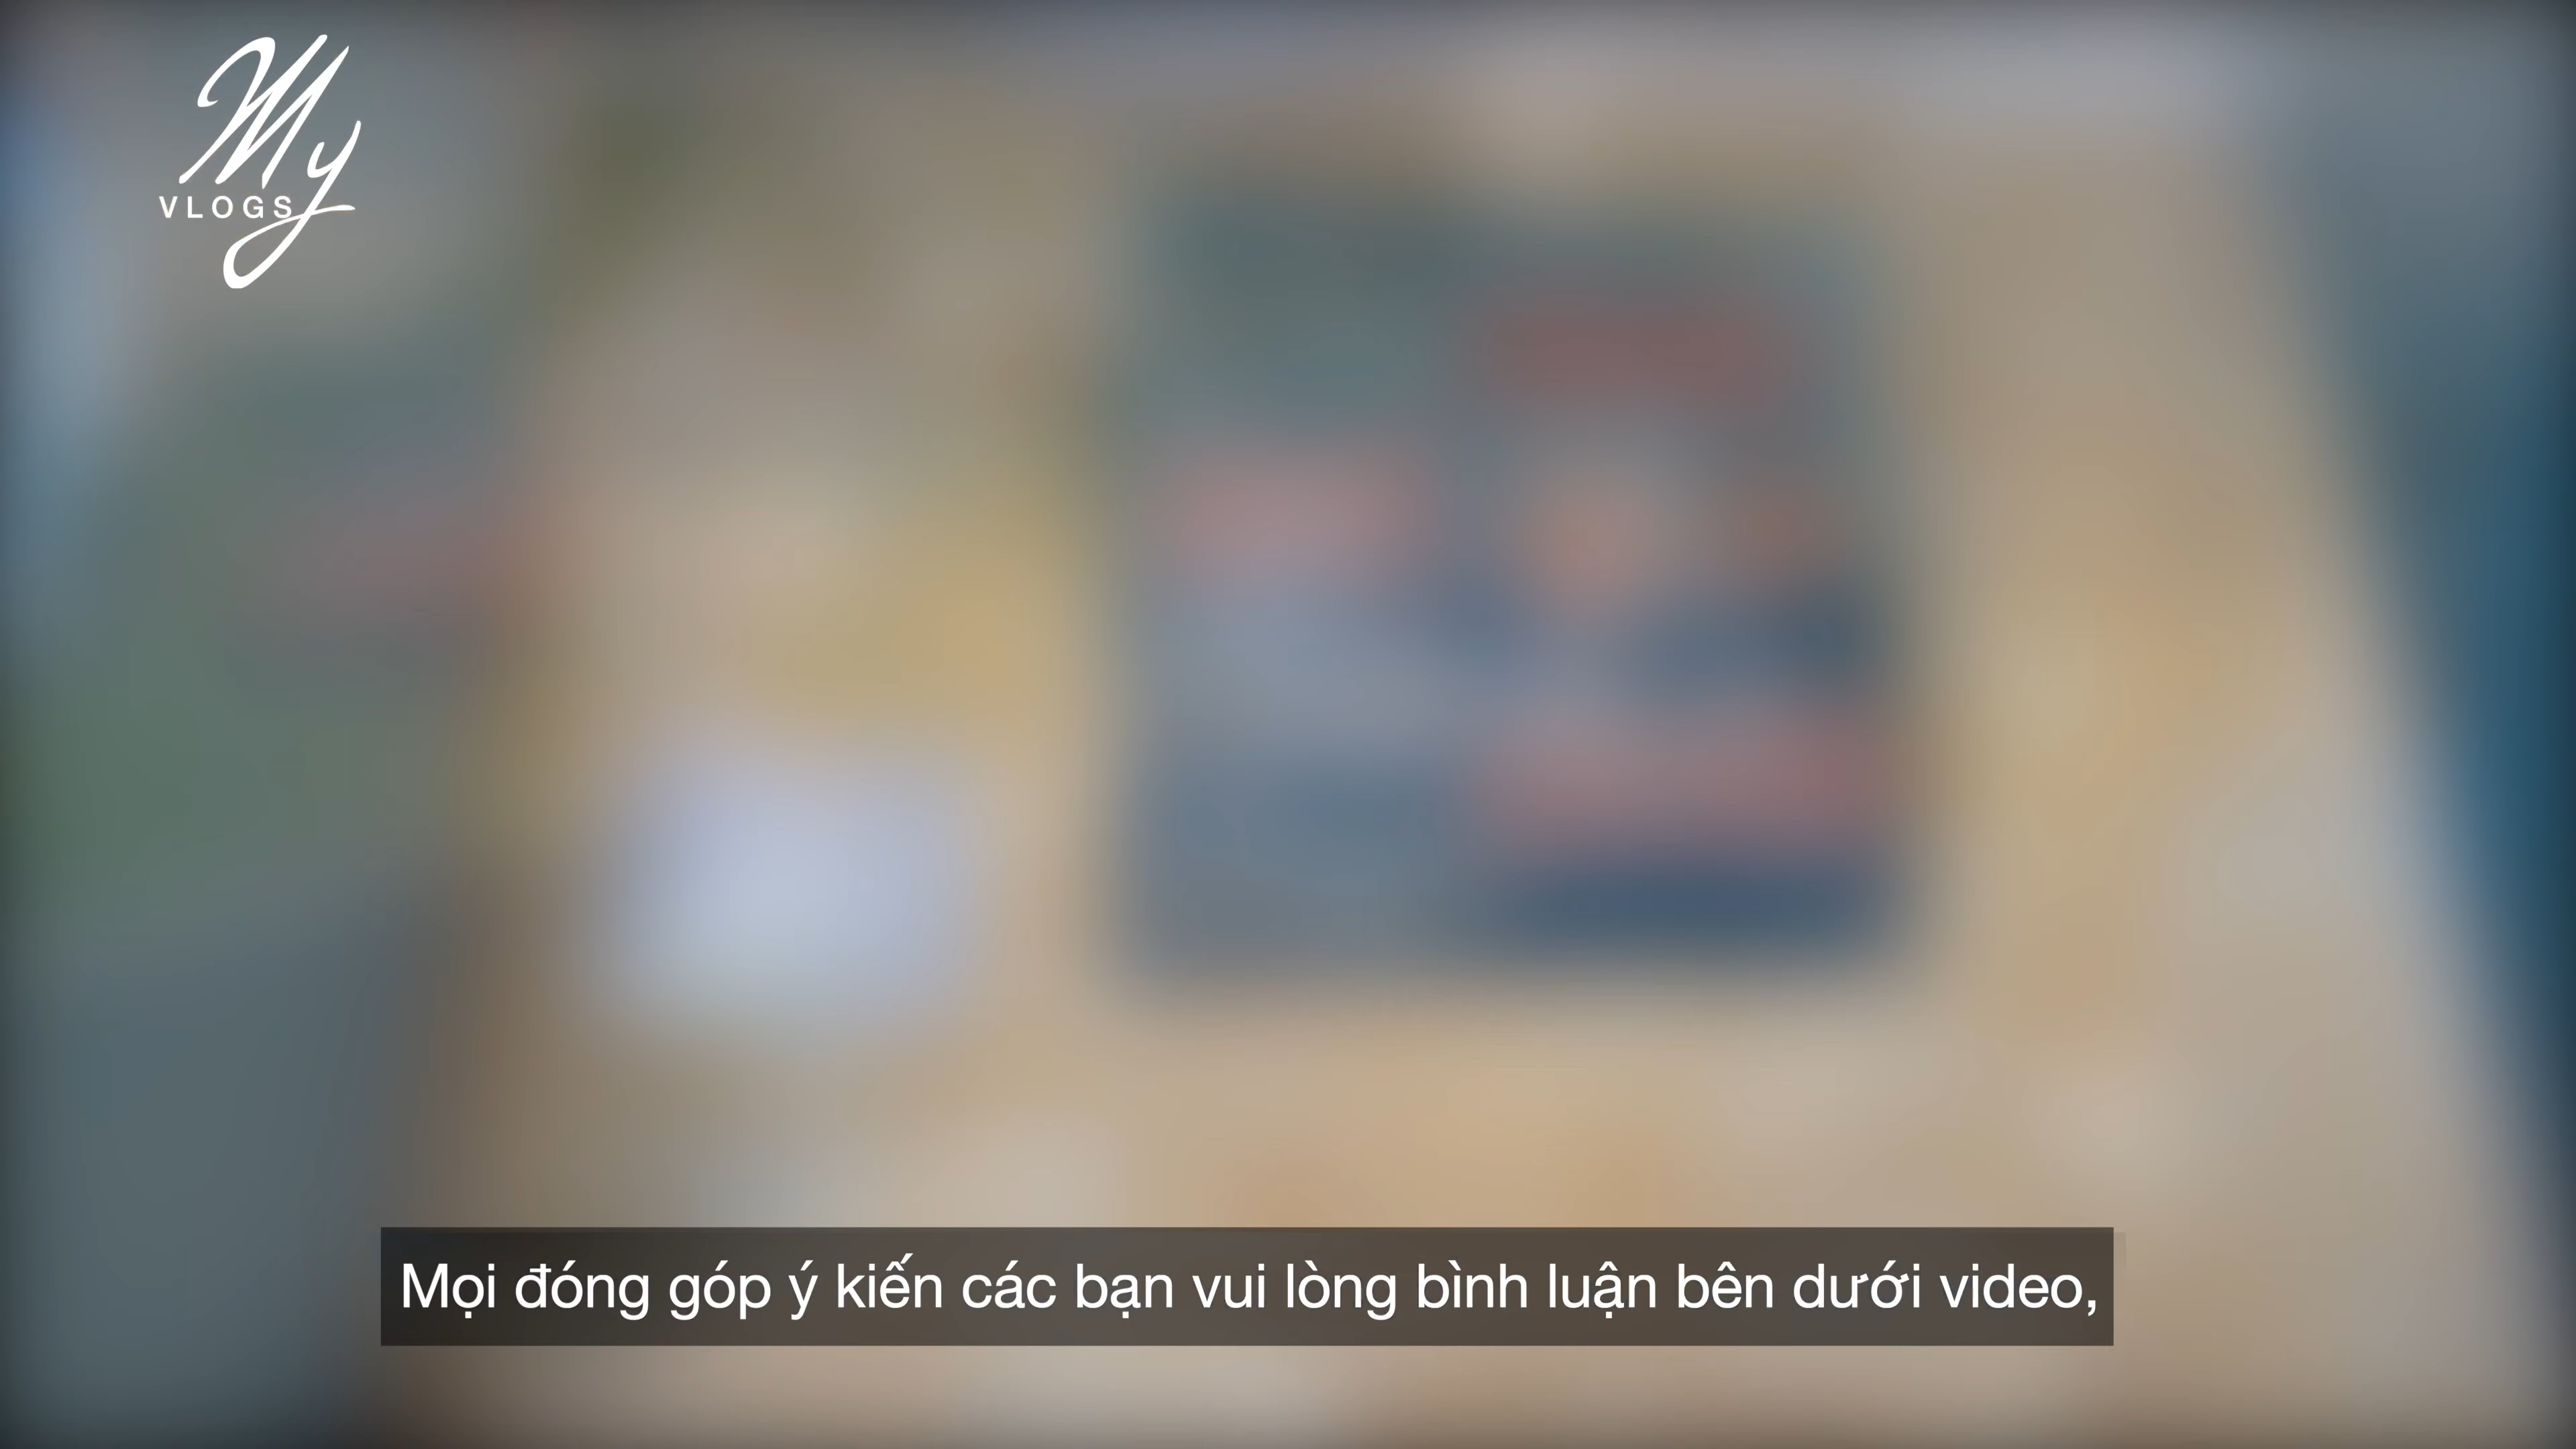 My
VLOGS
Mọi đóng góp ý kiến các bạn vui lòng bình luận bên dưới video,